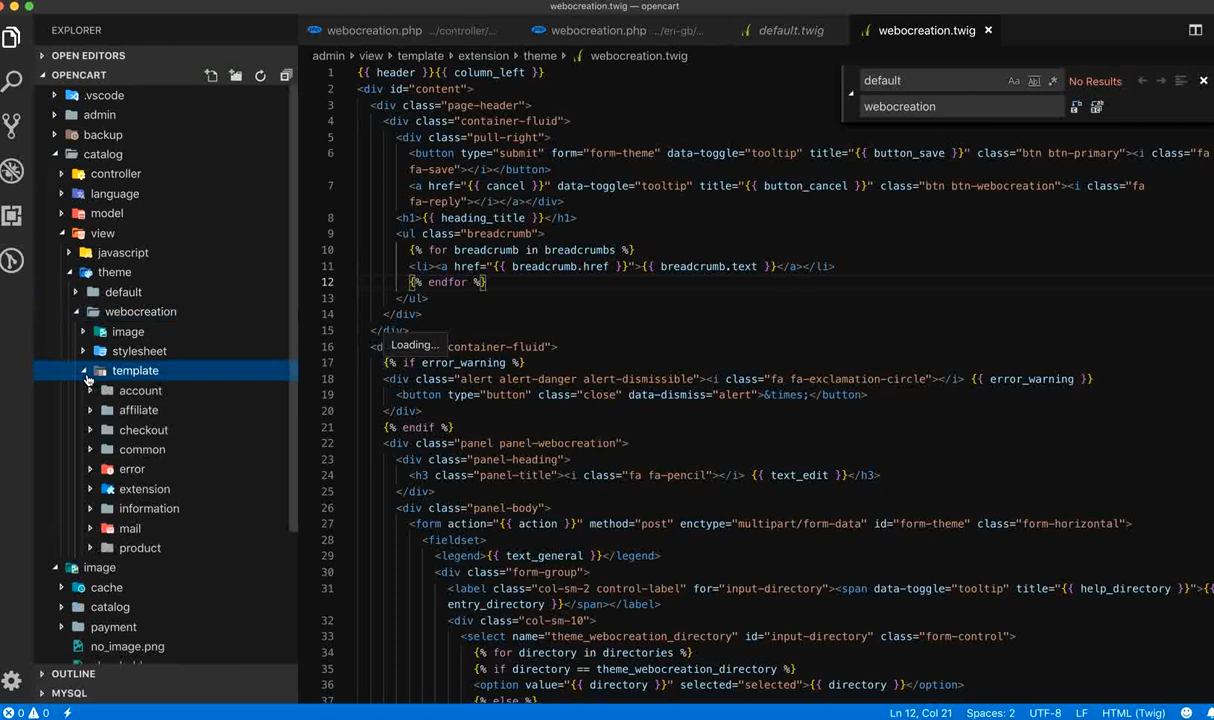 webocreation.twig — opencart
EXPLORER
OPEN EDITORS
OPENCART
.vscode
admin
backup
catalog
controller
language
model
view
javascript
theme
default
webocreation
image
stylesheet
template
account
affiliate
checkout
common
error
extension
information
mail
product
image
cache
catalog
payment
no_image.png
OUTLINE
MYSQL
webocreation.php .../controller/...
webocreation.php .../en-gb/...
default.twig
webocreation.twig
admin view template extension theme webocreation.twig
default Aa Abl .* No Results
webocreation
1 {{ header }}{{ column_left }}
2 <div id="content">
3 <div class="page-header">
4 <div class="container-fluid">
5 <div class="pull-right">
6 <button type="submit" form="form-theme" data-toggle="tooltip" title="{{ button_save }}" class="btn btn-primary"><i class="fa
fa-save"></i></button>
7 <a href="{{ cancel }}" data-toggle="tooltip" title="{{ button_cancel }}" class="btn btn-webocreation"><i class="fa
fa-reply"></i></a></div>
8 <h1>{{ heading_title }}</h1>
9 <ul class="breadcrumb">
10 {% for breadcrumb in breadcrumbs %}
11 <li><a href="{{ breadcrumb.href }}">{{ breadcrumb.text }}</a></li>
12 {% endfor %}
13 </ul>
14 </div>
15 </div>
Loading...
16 container-fluid">
17 {% if error_warning %}
18 <div class="alert alert-danger alert-dismissible"><i class="fa fa-exclamation-circle"></i> {{ error_warning }}
19 <button type="button" class="close" data-dismiss="alert">&times;</button>
20 </div>
21 {% endif %}
22 <div class="panel panel-webocreation">
23 <div class="panel-heading">
24 <h3 class="panel-title"><i class="fa fa-pencil"></i> {{ text_edit }}</h3>
25 </div>
26 <div class="panel-body">
27 <form action="{{ action }}" method="post" enctype="multipart/form-data" id="form-theme" class="form-horizontal">
28 <fieldset>
29 <legend>{{ text_general }}</legend>
30 <div class="form-group">
31 <label class="col-sm-2 control-label" for="input-directory"><span data-toggle="tooltip" title="{{ help_directory }}">{{
entry_directory }}</span></label>
32 <div class="col-sm-10">
33 <select name="theme_webocreation_directory" id="input-directory" class="form-control">
34 {% for directory in directories %}
35 {% if directory == theme_webocreation_directory %}
36 <option value="{{ directory }}" selected="selected">{{ directory }}</option>
37 {% else %}
0 0 Ln 12, Col 21 Spaces: 2 UTF-8 LF HTML (Twig)